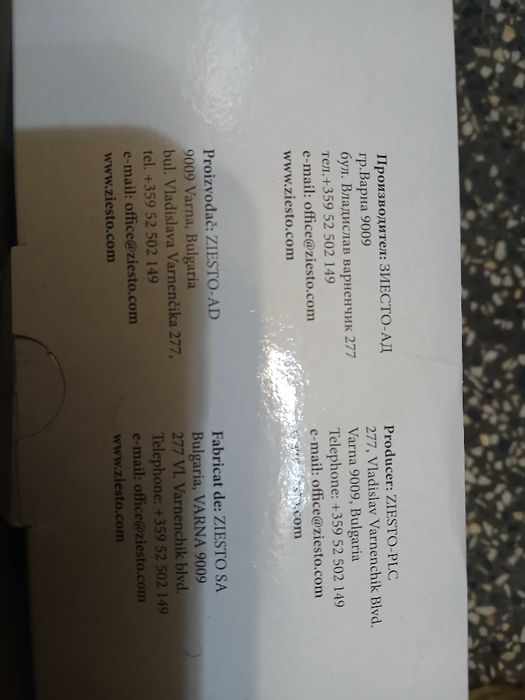 Производител: ЗИЕСТО-АД
гр.Варна 9009
бул. Владислав варненчик 277
тел.+359 52 502 149
e-mail: office@ziesto.com
www.ziesto.com
Producer: ZIESTO-PLC
277, Vladislav Varnenchik Blvd.
Varna 9009, Bulgaria
Telephone: +359 52 502 149
e-mail: office@ziesto.com
Proizvodač: ZIESTO-AD
9009 Varna, Bulgaria
bul. Vladislava Varnenčika 277,
tel. +359 52 502 149
e-mail: office@ziesto.com
www.ziesto.com
Fabricat de: ZIESTO SA
Bulgaria, VARNA 9009
277 Vl. Varnenchik blvd.
Telephone: +359 52 502 149
e-mail: office@ziesto.com
www.ziesto.com